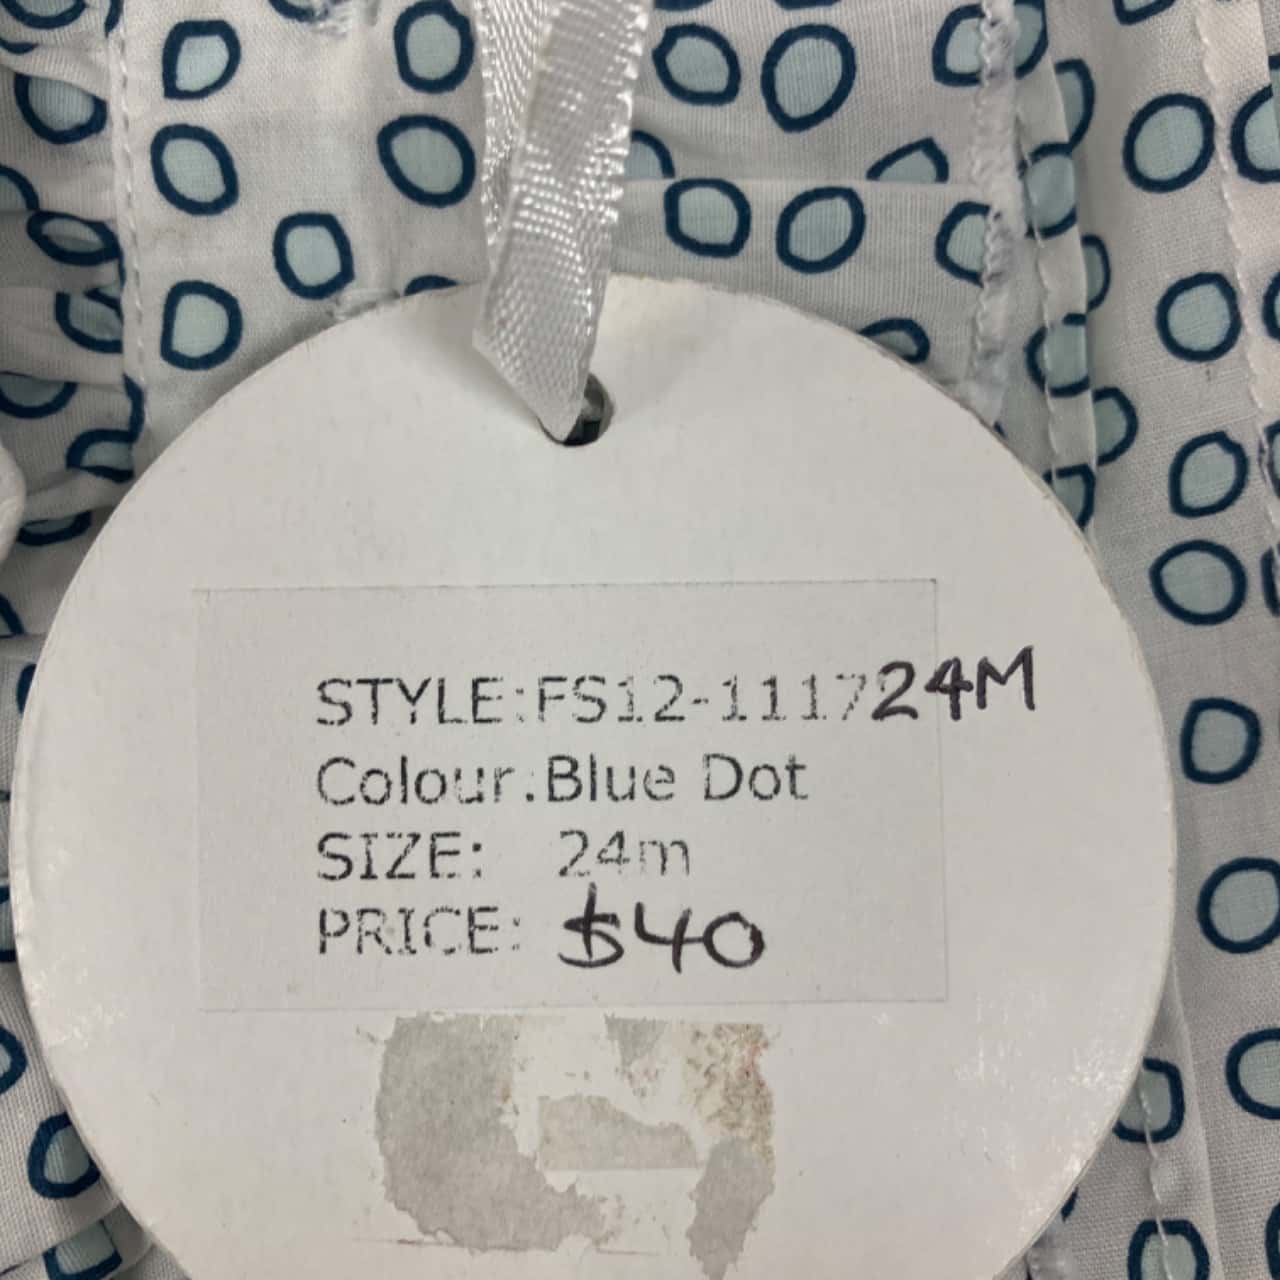 STYLE:FS12-111724M
Colour:Blue Dot
SIZE: 24m
PRICE: $40